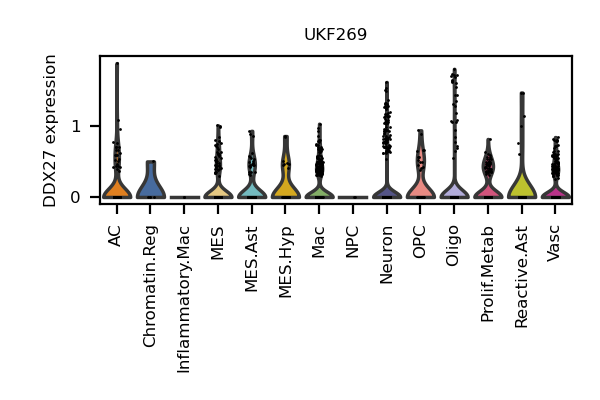 UKF269
DDX27 expression
1
0
AC
Chromatin.Reg
Inflammatory.Mac
MES
MES.Ast
MES.Hyp
Mac
NPC
Neuron
OPC
Oligo
Prolif.Metab
Reactive.Ast
Vasc